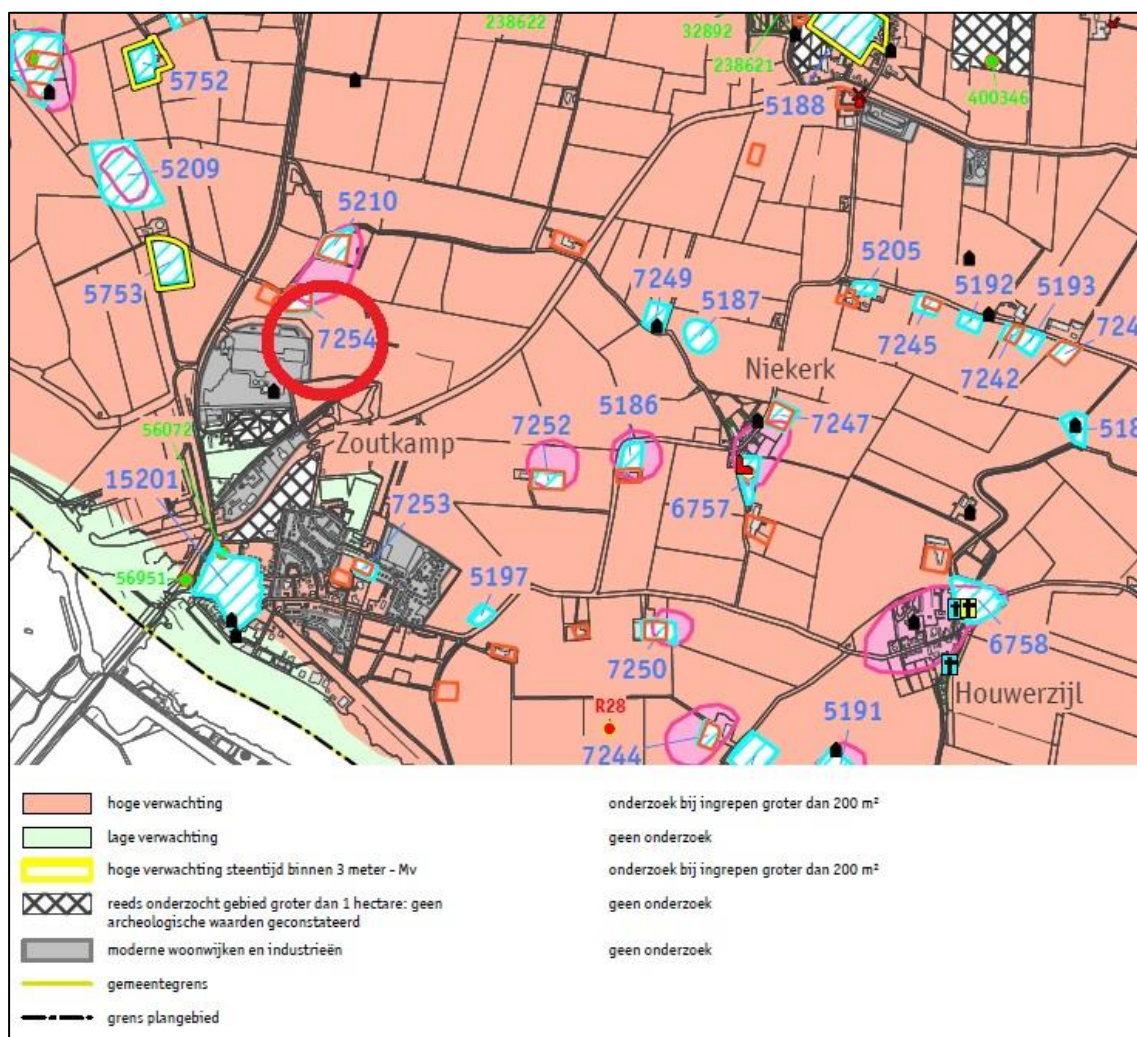 238622
32892
238621
5752
5188
400346
5209
5210
5205
7249
5187
5192
5193
5753
7254
7245
7242
724
Niekerk
5186
7252
7247
518
56072
Zoutkamp
15201
7253
6757
56951
5197
6758
7250
Houwerzijl
R28
5191
7244
hoge verwachting onderzoek bij ingrepen groter dan 200 m²
lage verwachting geen onderzoek
hoge verwachting steentijd binnen 3 meter - Mv onderzoek bij ingrepen groter dan 200 m²
reeds onderzocht gebied groter dan 1 hectare: geen geen onderzoek
archeologische waarden geconstateerd
moderne woonwijken en industrieën geen onderzoek
gemeentegrens
grens plangebied